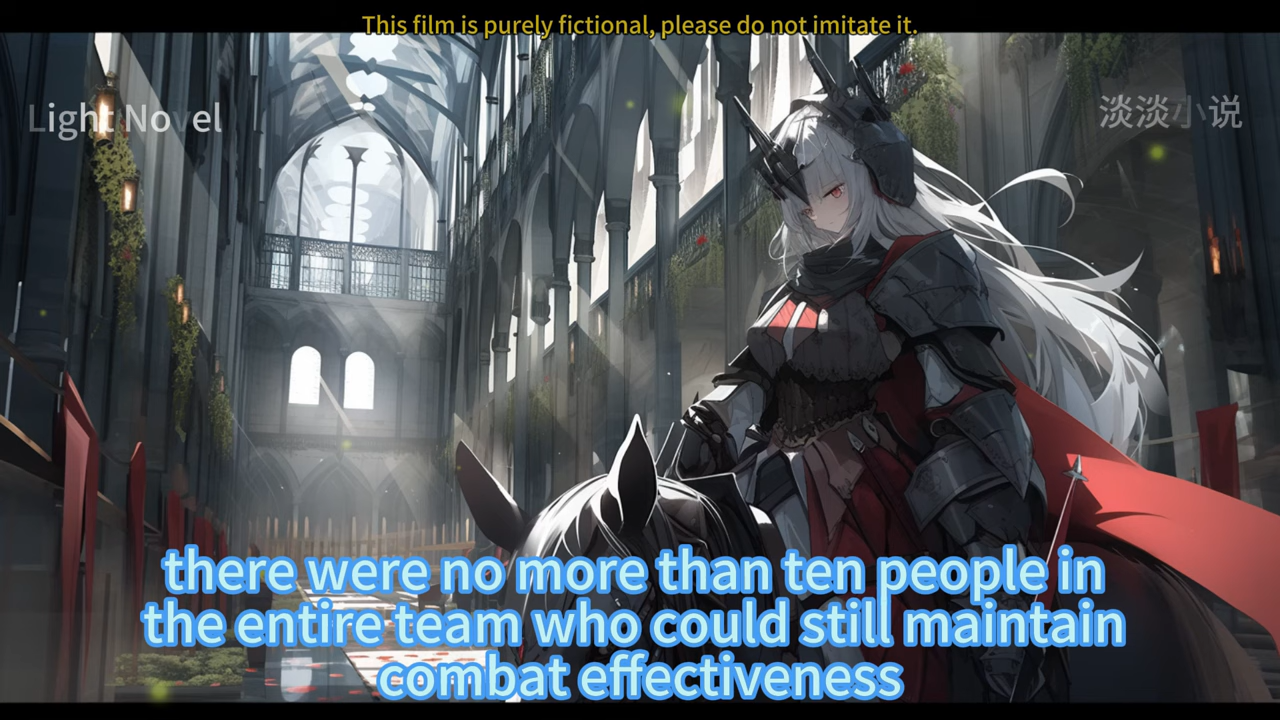 This film is purely fictional, please do not imitate it.
Light Novel
淡淡小说
there were no more than ten people in
the entire team who could still maintain
combat effectiveness